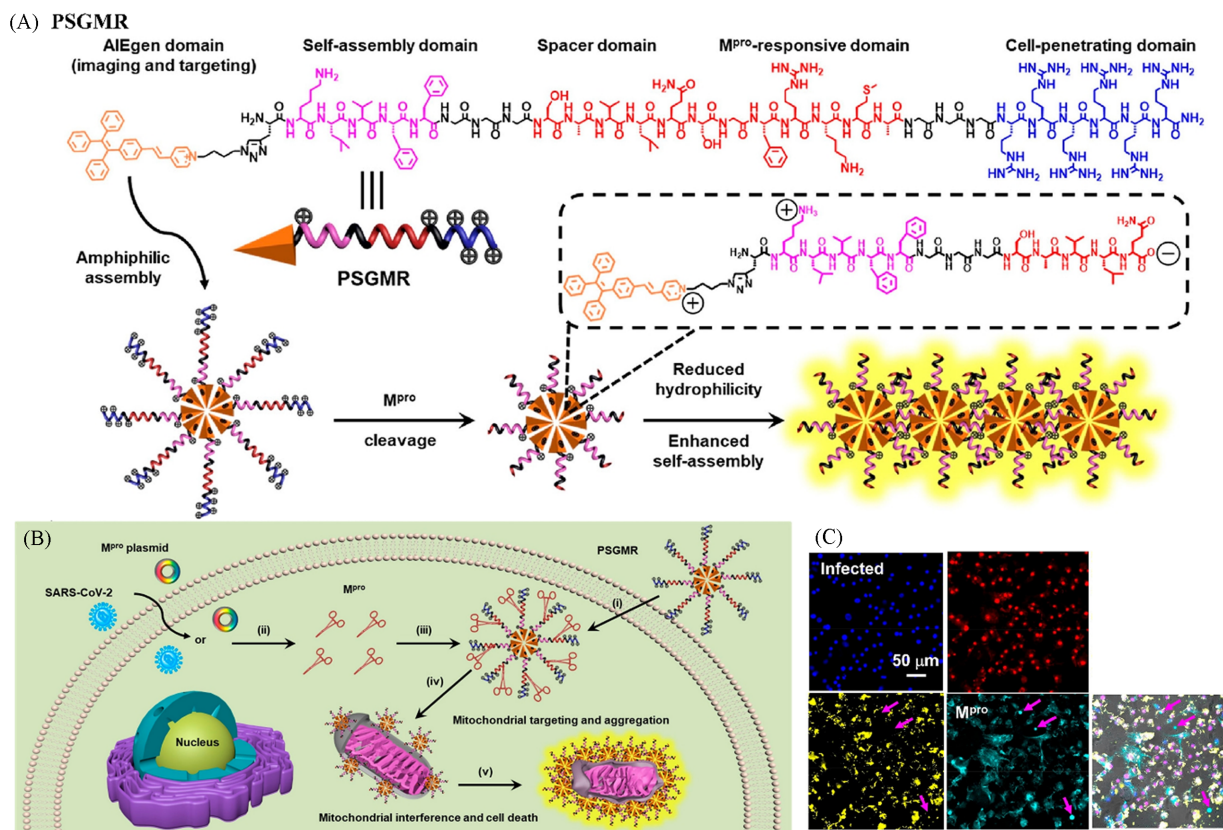 (A) PSGMR
AIEgen domain
(imaging and targeting)
Self-assembly domain
Spacer domain
Mᵖʳᵒ-responsive domain
Cell-penetrating domain
Amphiphilic
assembly
PSGMR
Mᵖʳᵒ
cleavage
Reduced
hydrophilicity
Enhanced
self-assembly
(B)
Mᵖʳᵒ plasmid
SARS-CoV-2
or
(ii)
Mᵖʳᵒ
(iii)
PSGMR
(i)
(iv)
Nucleus
Mitochondrial targeting and aggregation
(v)
Mitochondrial interference and cell death
(C)
Infected
50 μm
Mᵖʳᵒ